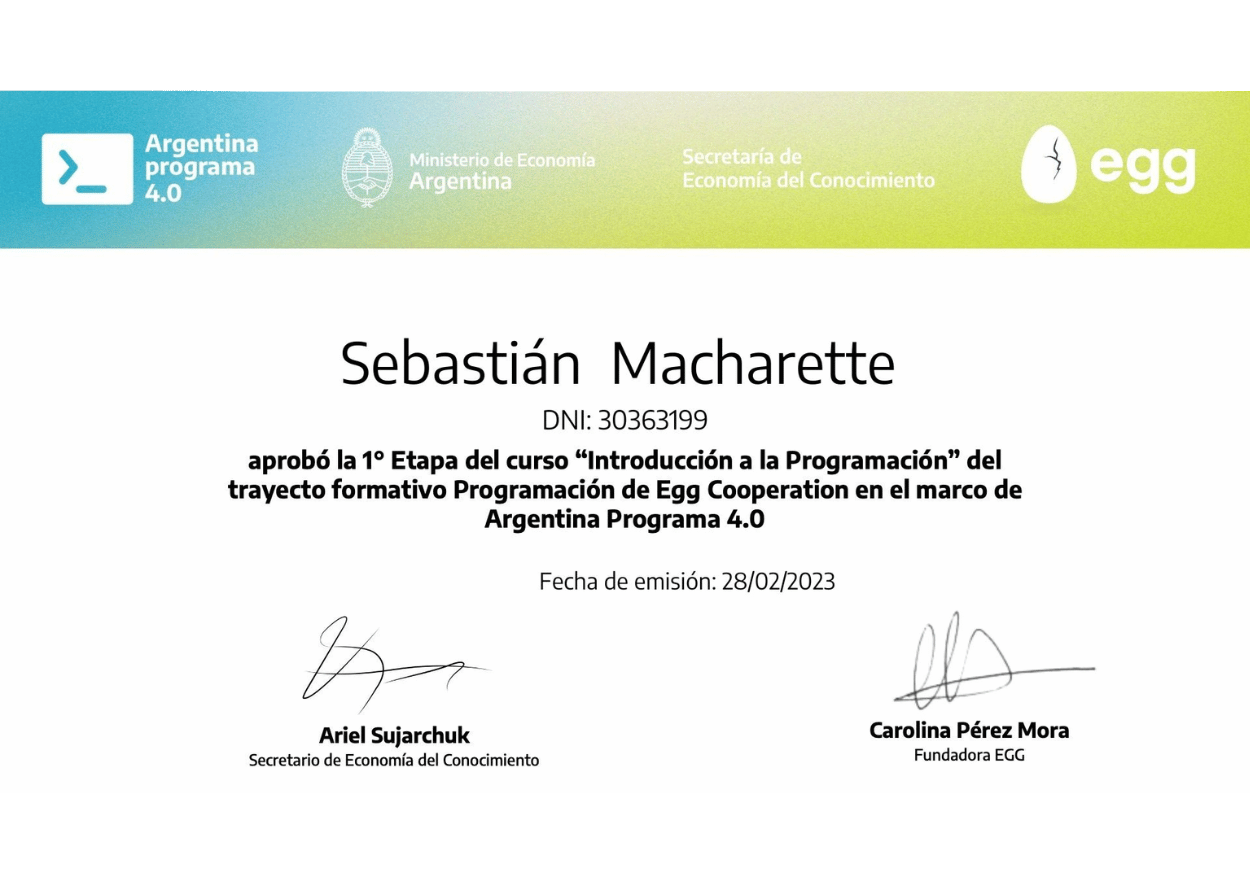 Argentina
programa
4.0
Ministerio de Economía
Argentina
Secretaría de
Economía del Conocimiento
egg
Sebastián Macharette
DNI: 30363199
aprobó la 1° Etapa del curso “Introducción a la Programación” del
trayecto formativo Programación de Egg Cooperation en el marco de
Argentina Programa 4.0
Fecha de emisión: 28/02/2023
Ariel Sujarchuk
Secretario de Economía del Conocimiento
Carolina Pérez Mora
Fundadora EGG